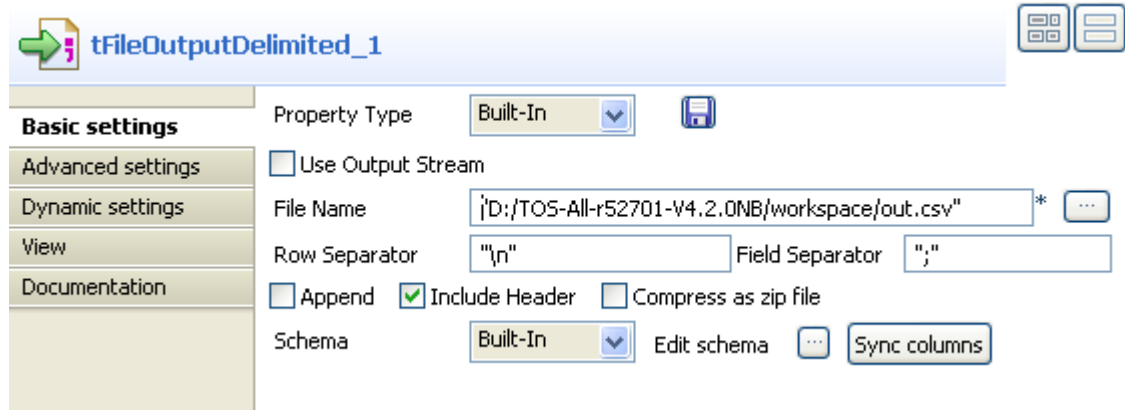 tFileOutputDelimited_1
Basic settings
Advanced settings
Dynamic settings
View
Documentation
Property Type Built-In
Use Output Stream
File Name "D:/TOS-All-r52701-V4.2.0NB/workspace/out.csv" * ...
Row Separator "\n" Field Separator ";"
Append Include Header Compress as zip file
Schema Built-In Edit schema ... Sync columns